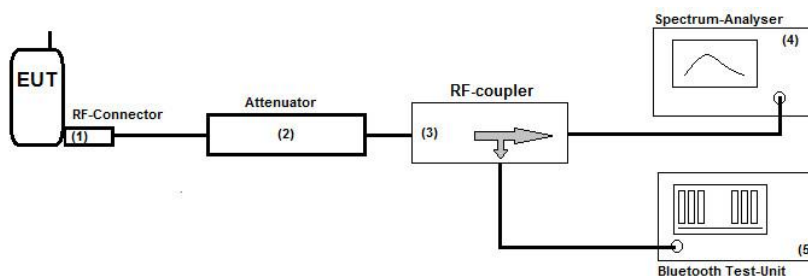 Spectrum-Analyser
(4)
EUT
RF-Connector
(1)
Attenuator
(2)
RF-coupler
(3)
(5
Bluetooth Test-Unit